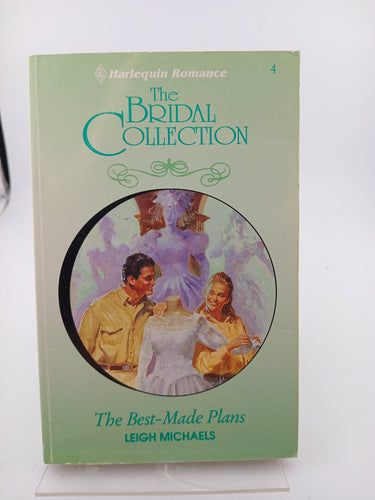 Harlequin Romance
4
The
BRIDAL
COLLECTION
The Best-Made Plans
LEIGH MICHAELS